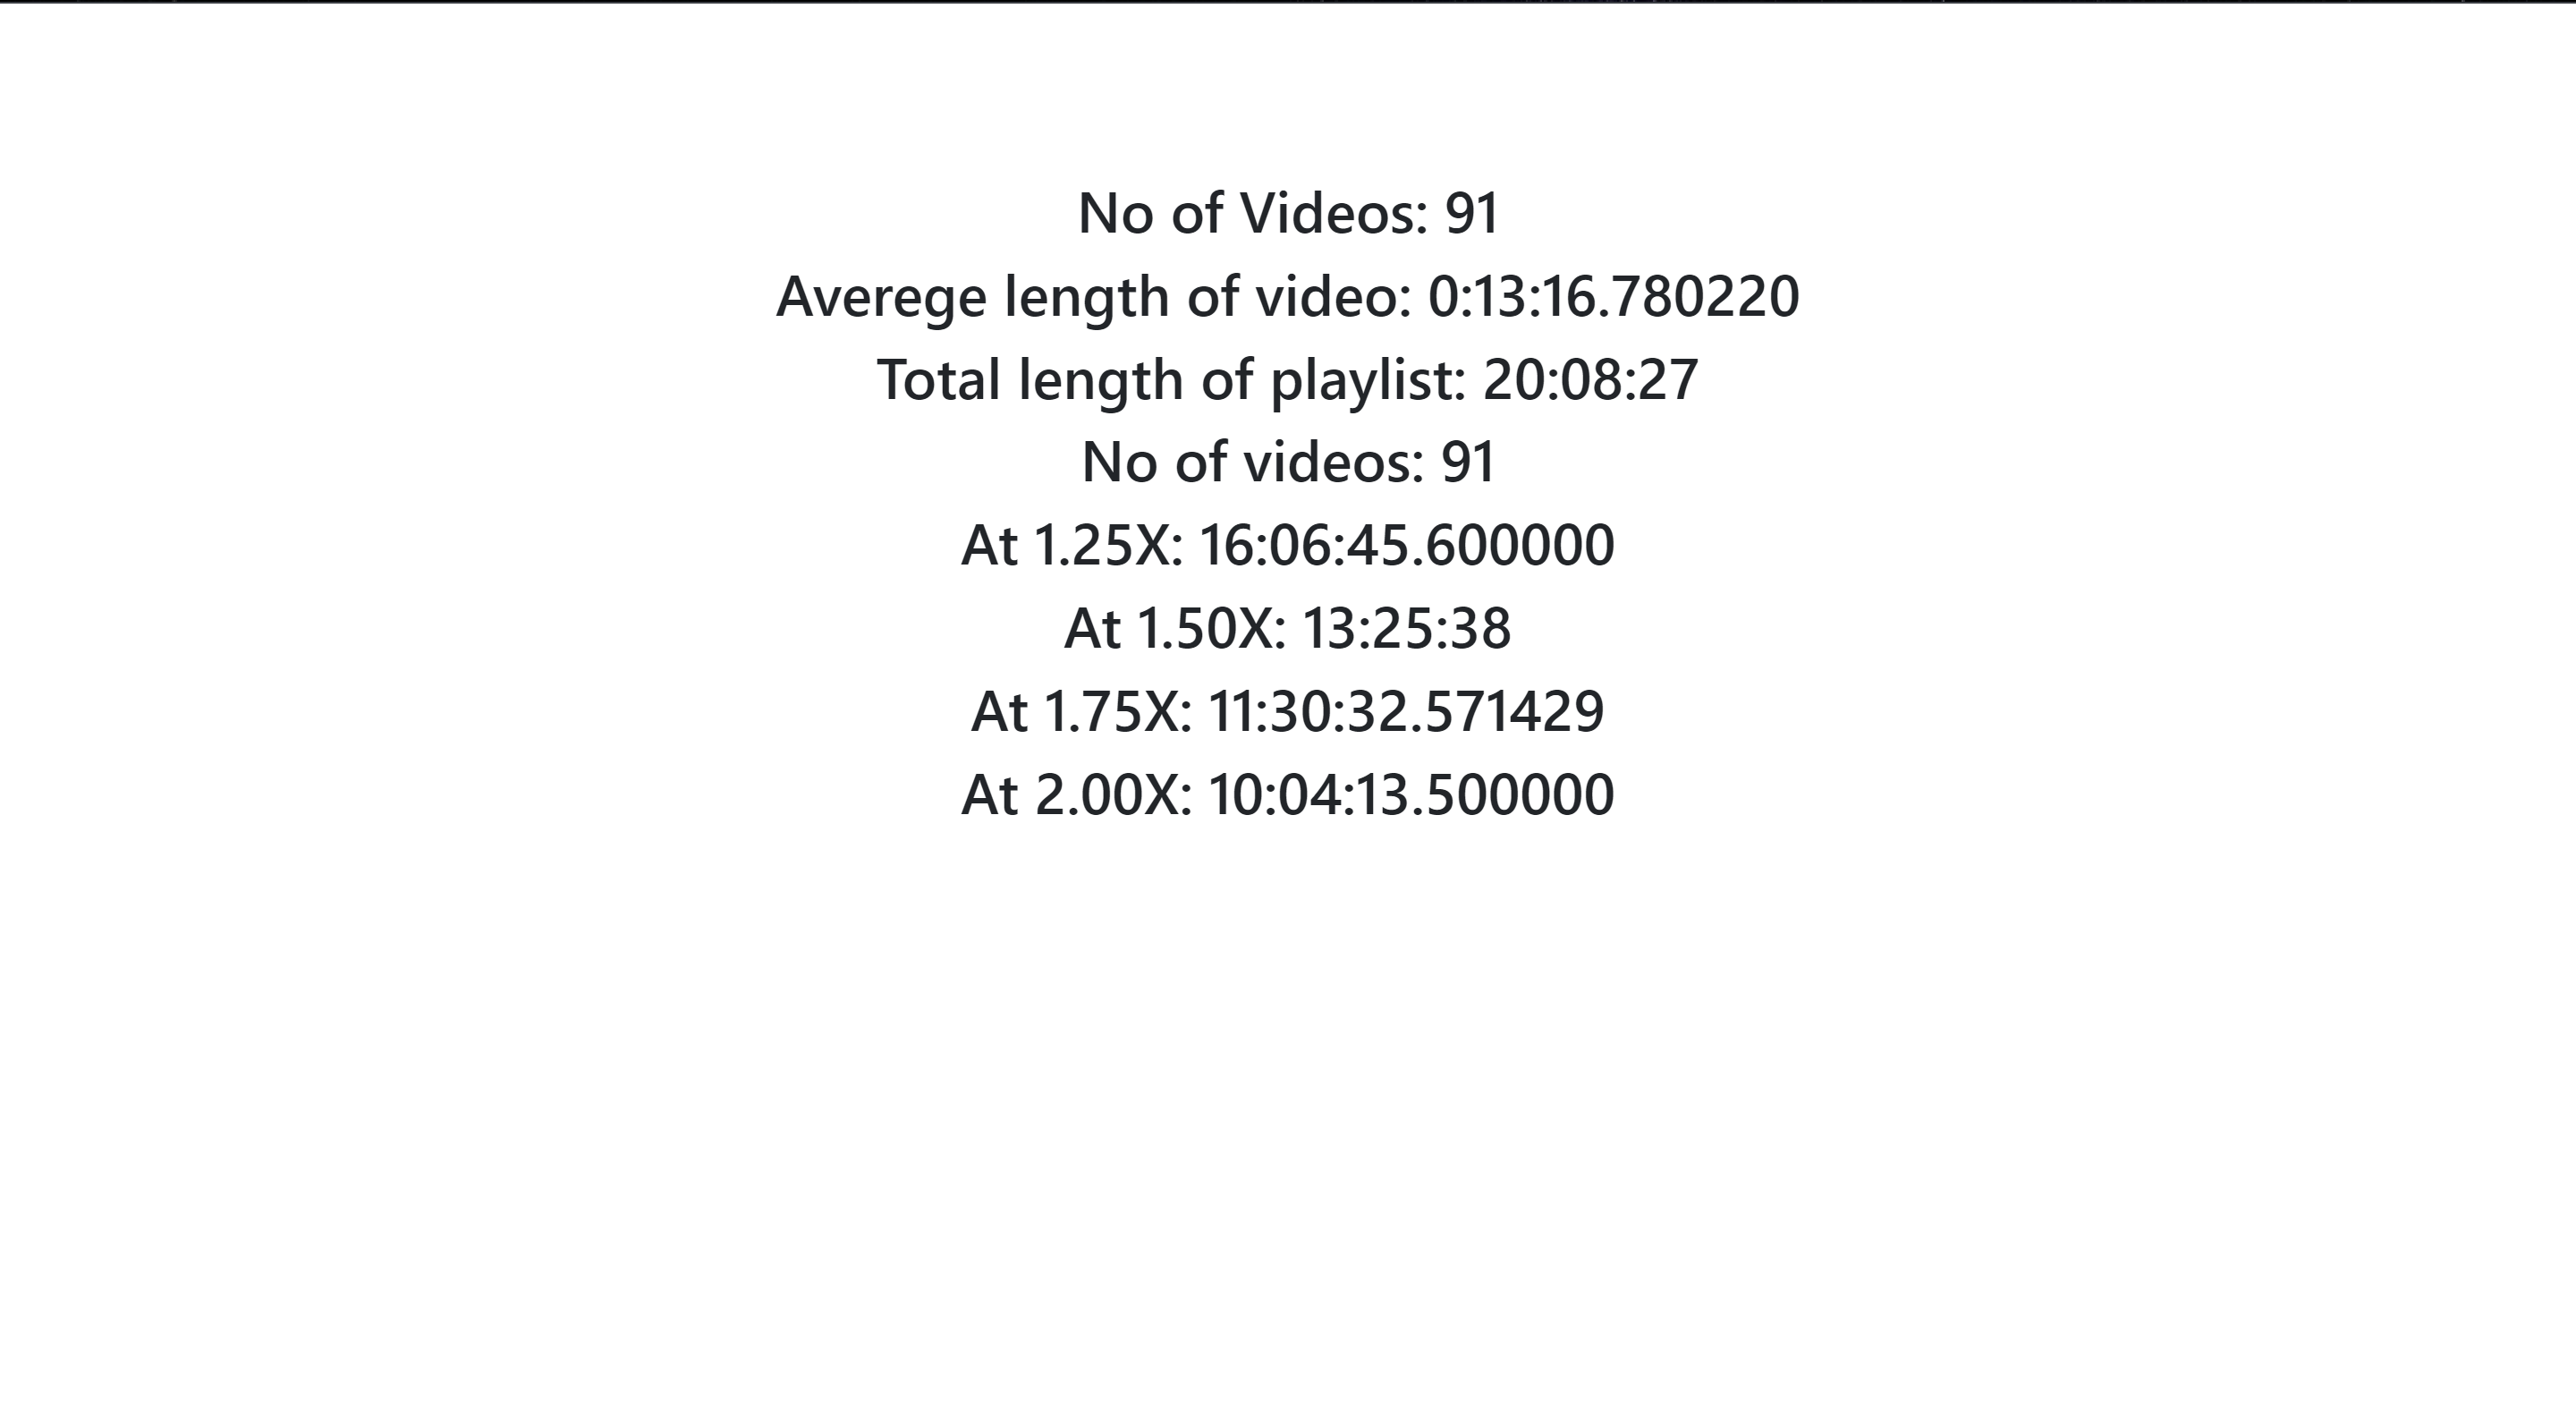 No of Videos: 91
Averege length of video: 0:13:16.780220
Total length of playlist: 20:08:27
No of videos: 91
At 1.25X: 16:06:45.600000
At 1.50X: 13:25:38
At 1.75X: 11:30:32.571429
At 2.00X: 10:04:13.500000